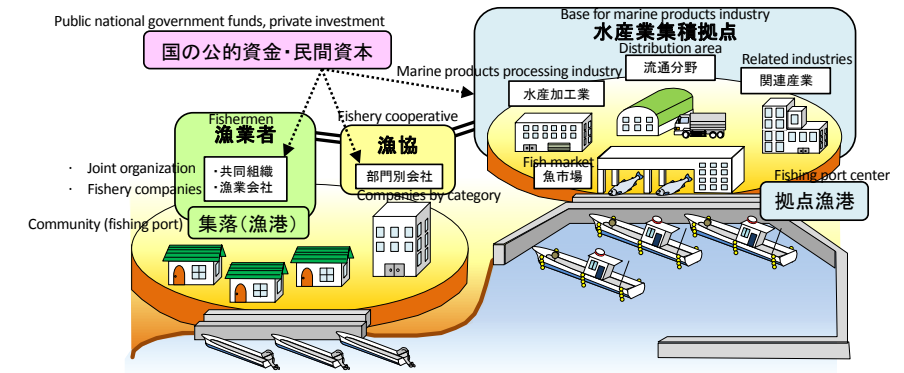 Public national government funds, private investment
国の公的資金・民間資本
Base for marine products industry
水産業集積拠点
Distribution area
流通分野
Marine products processing industry
水産加工業
Related industries
関連産業
Fishermen
漁業者
・ Joint organization
・ Fishery companies
・共同組織
・漁業会社
Fishery cooperative
漁協
部門別会社
Companies by category
Fish market
魚市場
Fishing port center
拠点漁港
Community (fishing port)
集落(漁港)